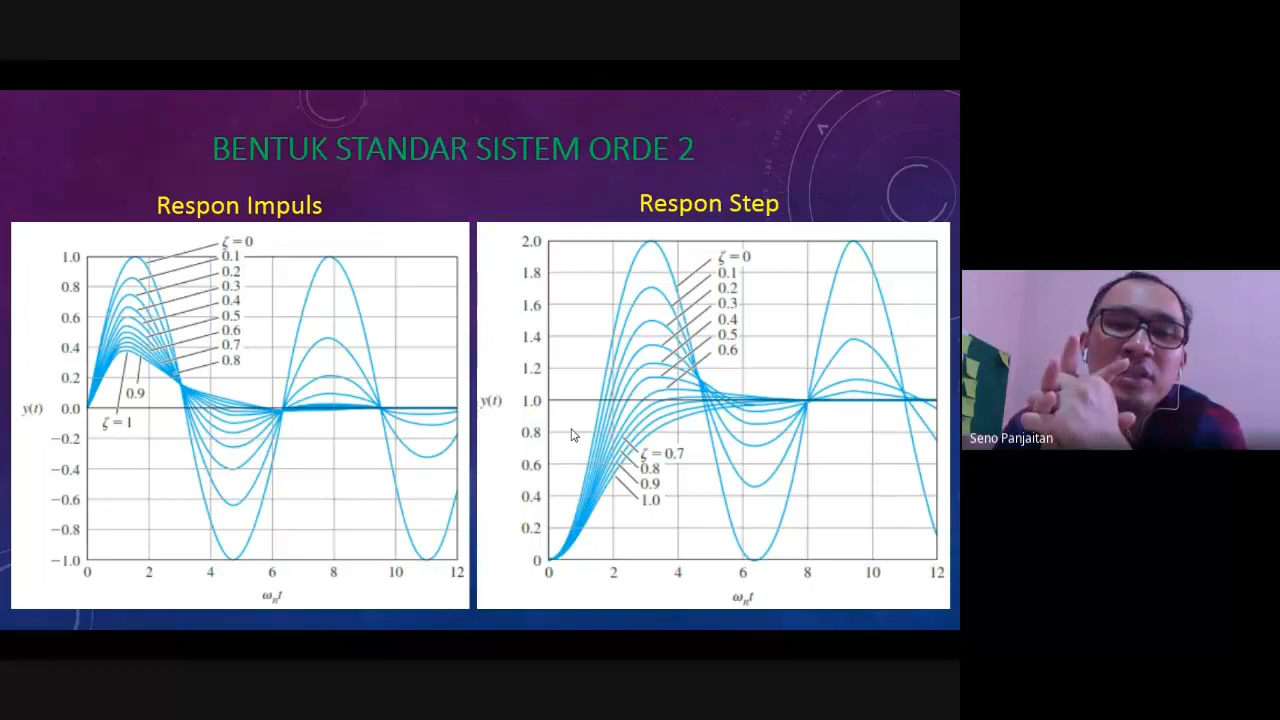 BENTUK STANDAR SISTEM ORDE 2
Respon Impuls
ζ = 0
0.1
0.2
0.3
0.4
0.5
0.6
0.7
0.8
0.9
ζ = 1
1.0
0.8
0.6
0.4
0.2
0.0
−0.2
−0.4
−0.6
−0.8
−1.0
y(t)
0 2 4 6 8 10 12
ωnt
Respon Step
ζ = 0
0.1
0.2
0.3
0.4
0.5
0.6
ζ = 0.7
0.8
0.9
1.0
2.0
1.8
1.6
1.4
1.2
1.0
0.8
0.6
0.4
0.2
0
y(t)
0 2 4 6 8 10 12
ωnt
Seno Panjaitan